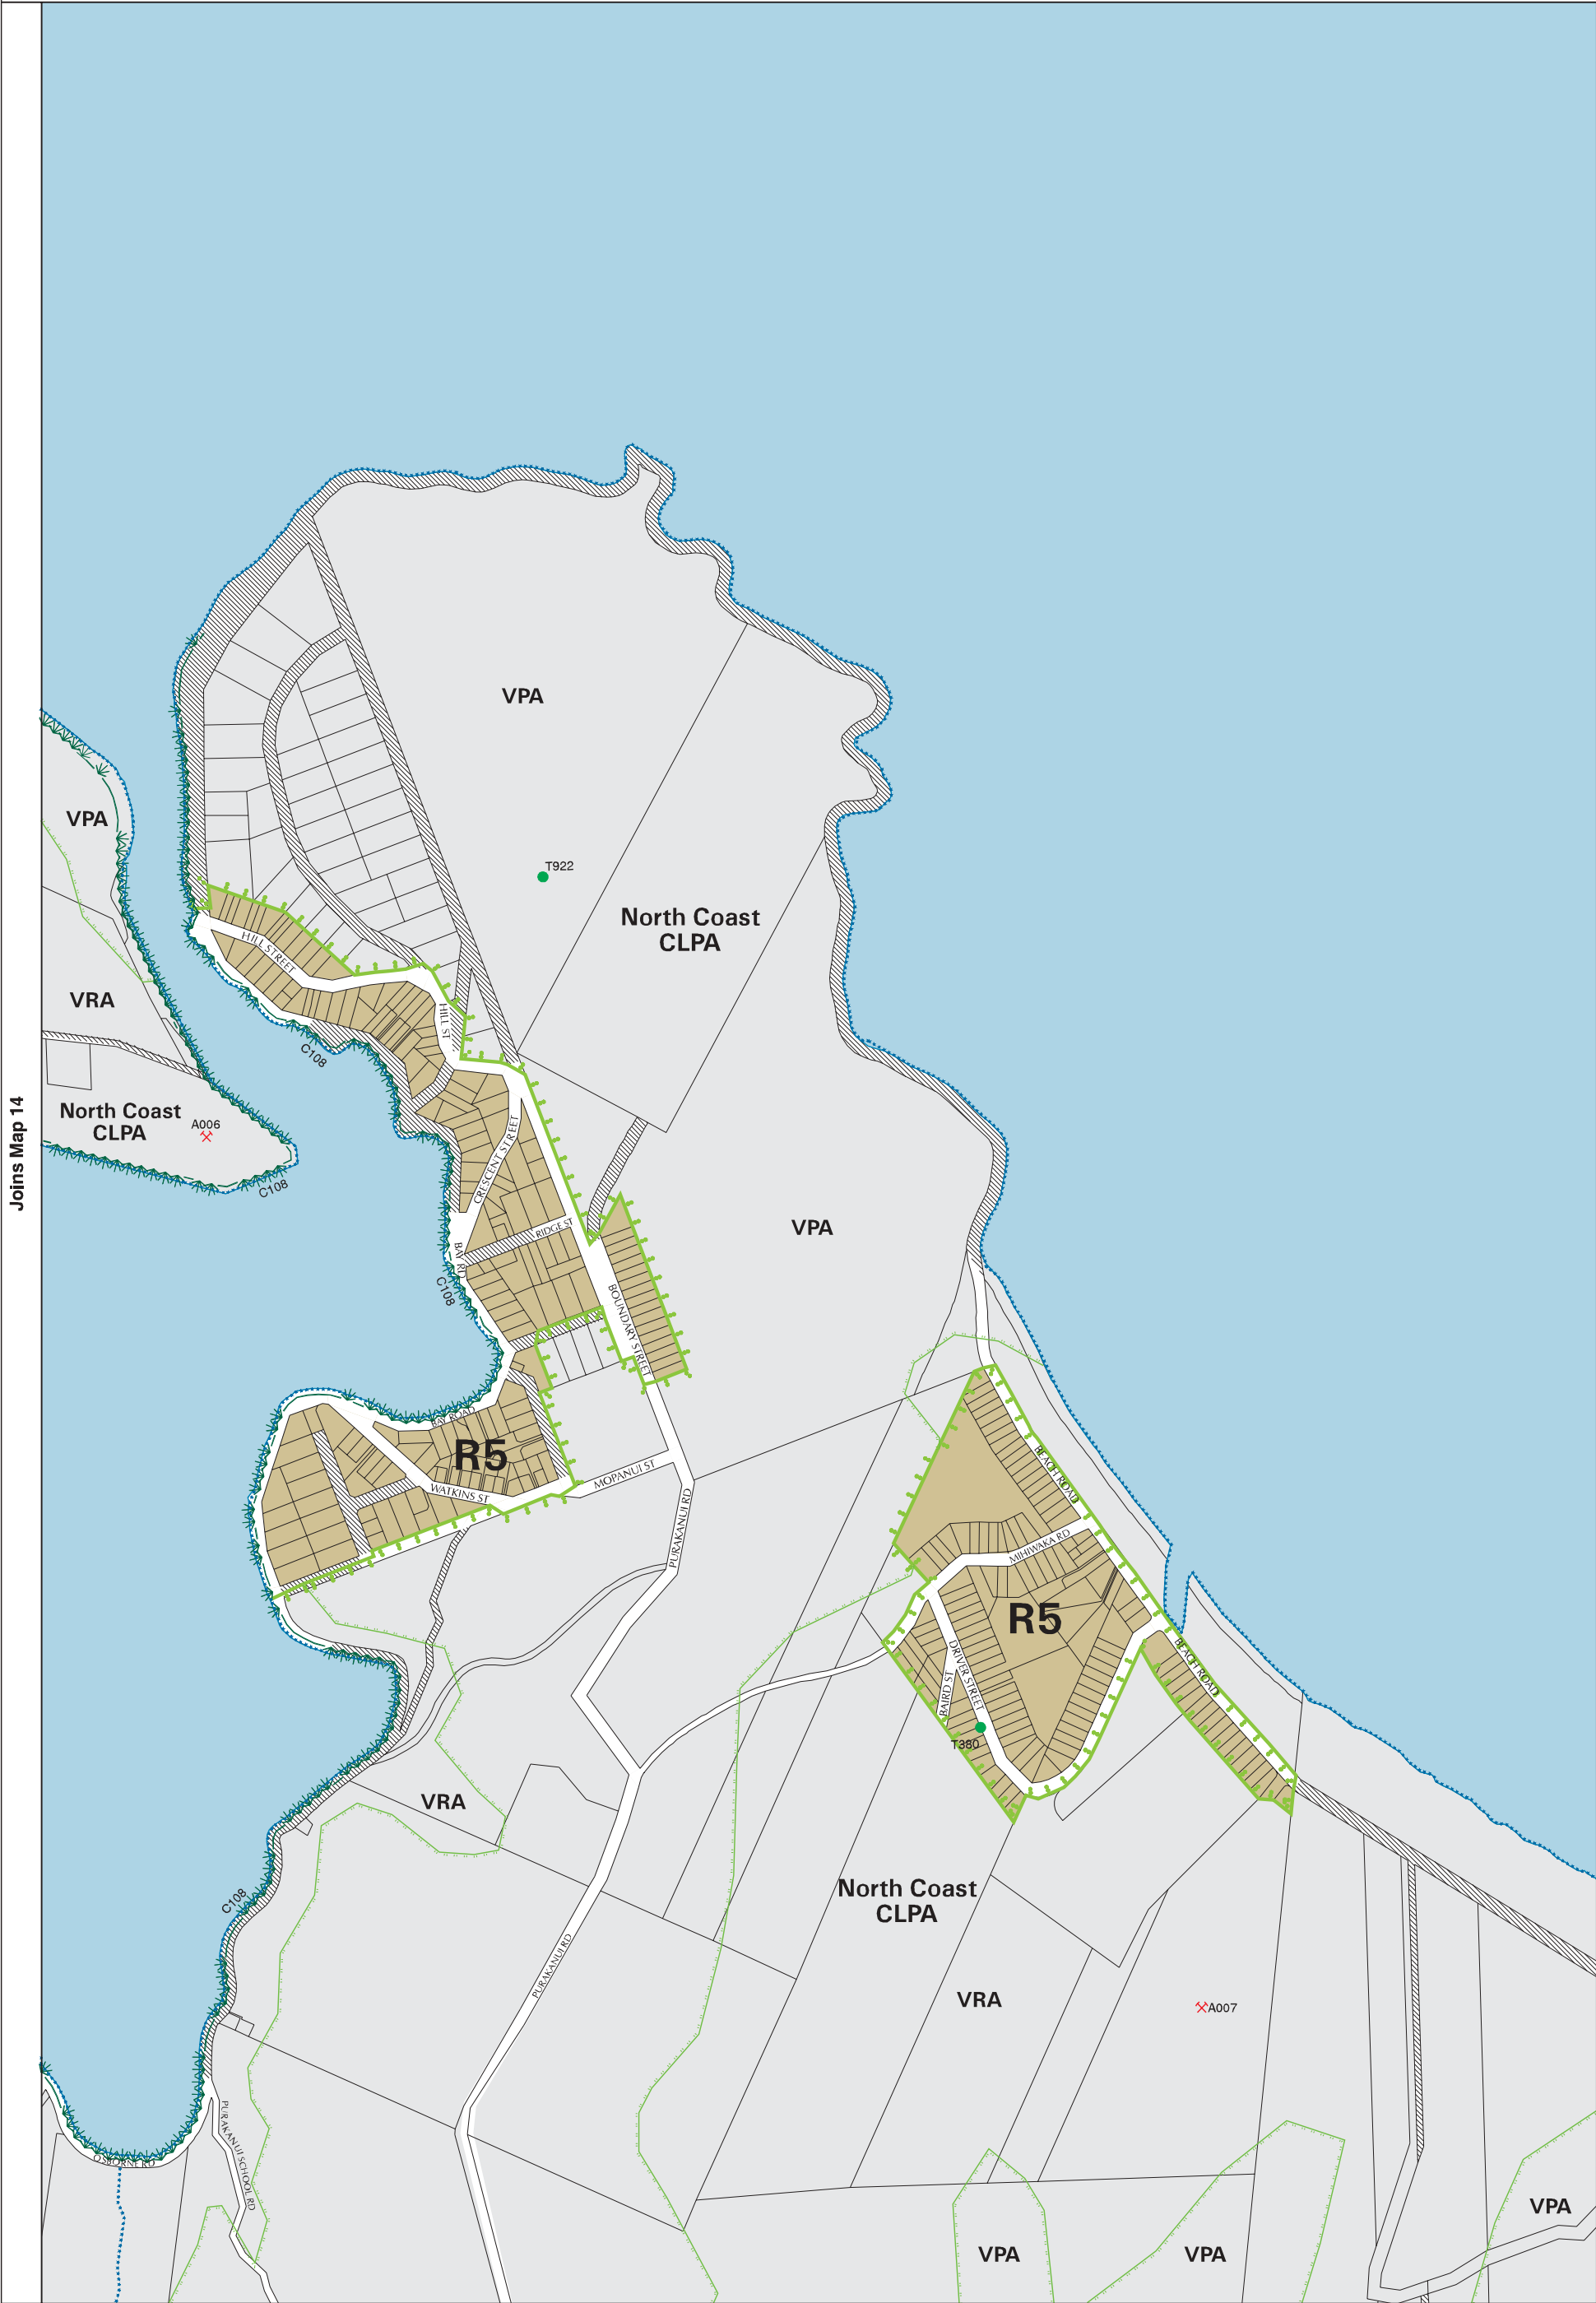 Joins Map 14
VPA
VPA
T922
North Coast
CLPA
HILL STREET
VRA
HILL ST
C108
North Coast
CLPA
A006
C108
CRESCENT STREET
VPA
RIDGE ST
BAY RD
C108
BOUNDARY STREET
BAY ROAD
R5
WATKINS ST
MOPANUI ST
BEACH ROAD
PURAKANUI RD
MIHIWAKA RD
R5
BEACH ROAD
DRIVER STREET
BAIRD ST
T380
VRA
C108
North Coast
CLPA
PURAKANUI RD
VRA
A007
PURAKANUI SCHOOL RD
OSBORNE RD
VPA
VPA
VPA